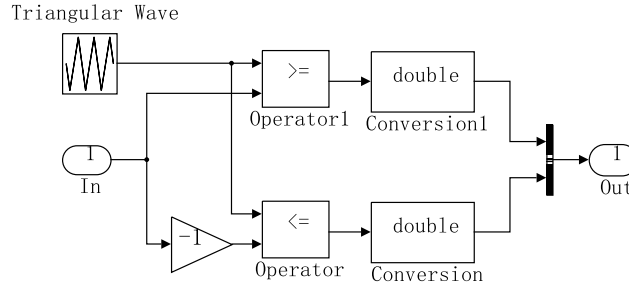 Triangular Wave
>=
double
Operator1
Conversion1
1
In
1
Out
-1
<=
double
Operator
Conversion